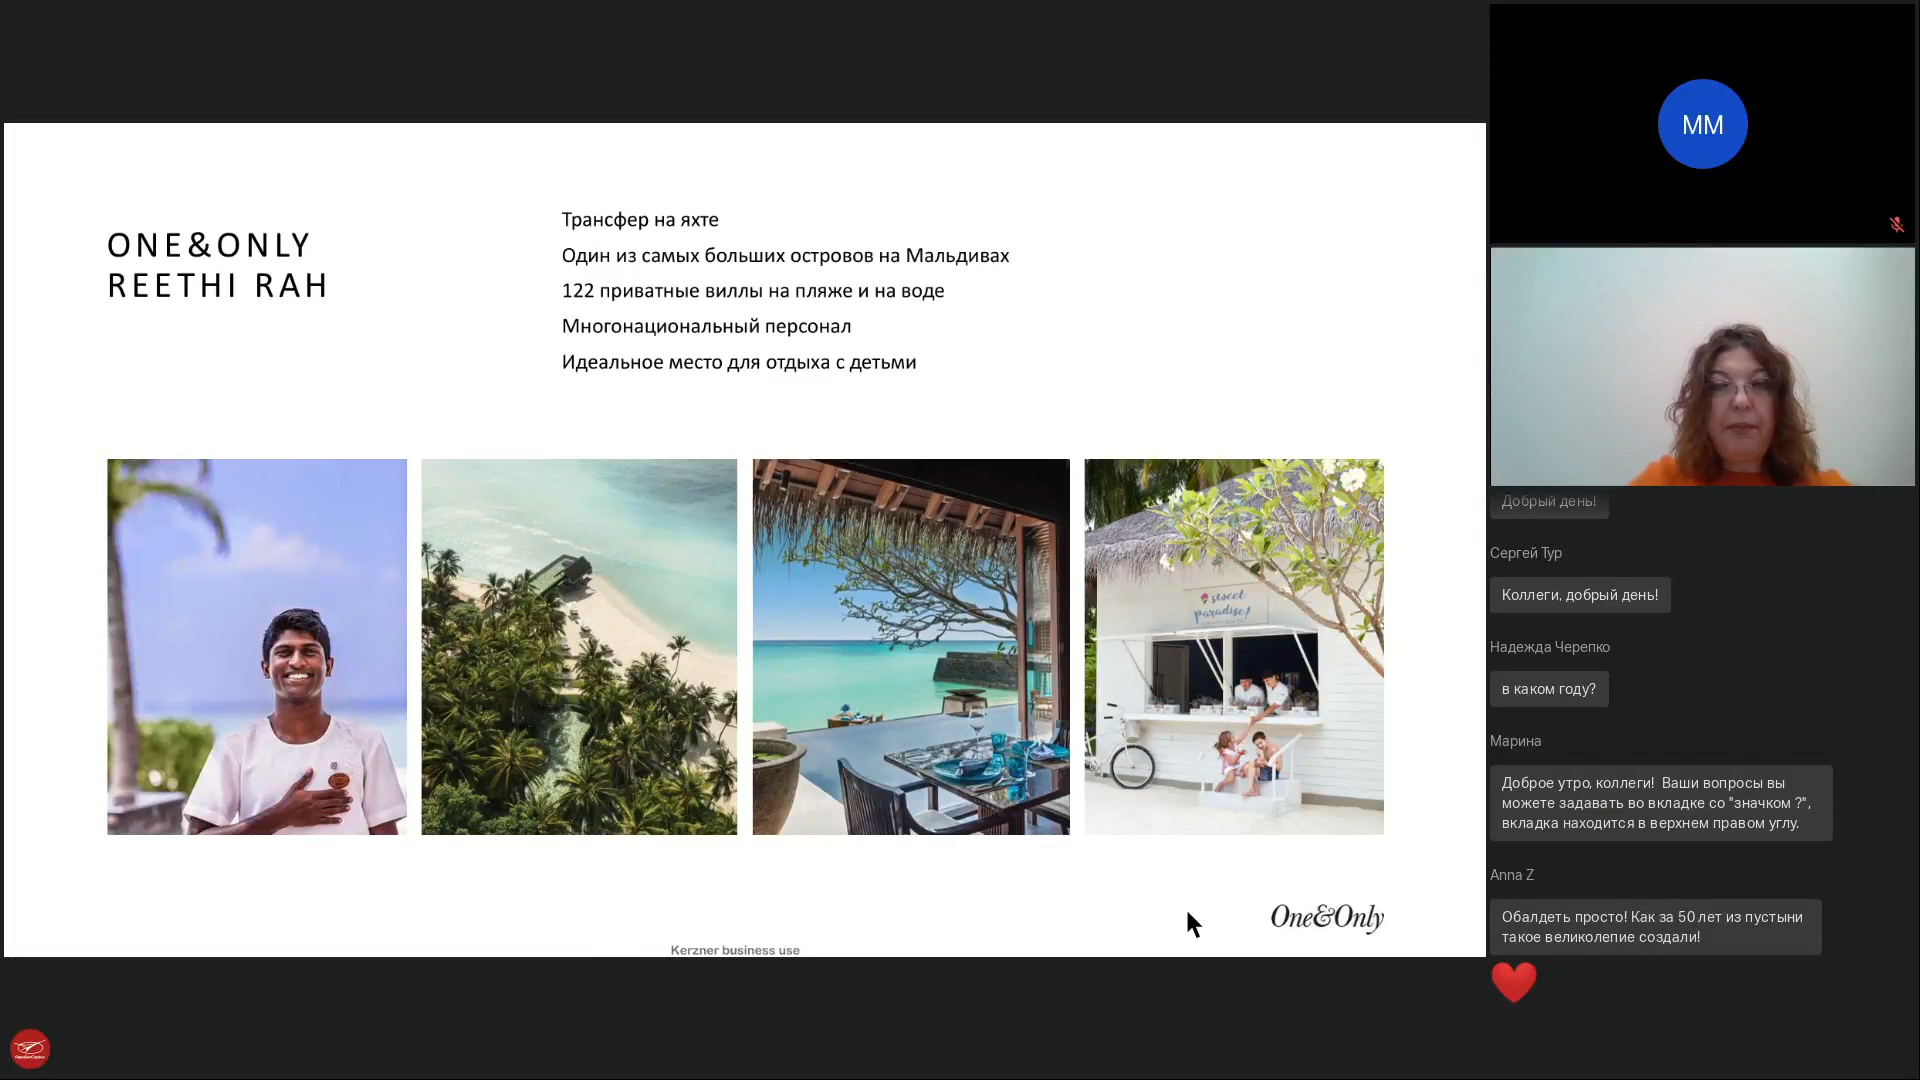 ONE&ONLY
REETHI RAH
Трансфер на яхте
Один из самых больших островов на Мальдивах
122 приватные виллы на пляже и на воде
Многонациональный персонал
Идеальное место для отдыха с детьми
sweet
paradise!
One&Only
Kerzner business use
MM
Добрый день!
Сергей Тур
Коллеги, добрый день!
Надежда Черепко
в каком году?
Марина
Доброе утро, коллеги!  Ваши вопросы вы
можете задавать во вкладке со "значком ?",
вкладка находится в верхнем правом углу.
Anna Z
Обалдеть просто! Как за 50 лет из пустыни
такое великолепие создали!